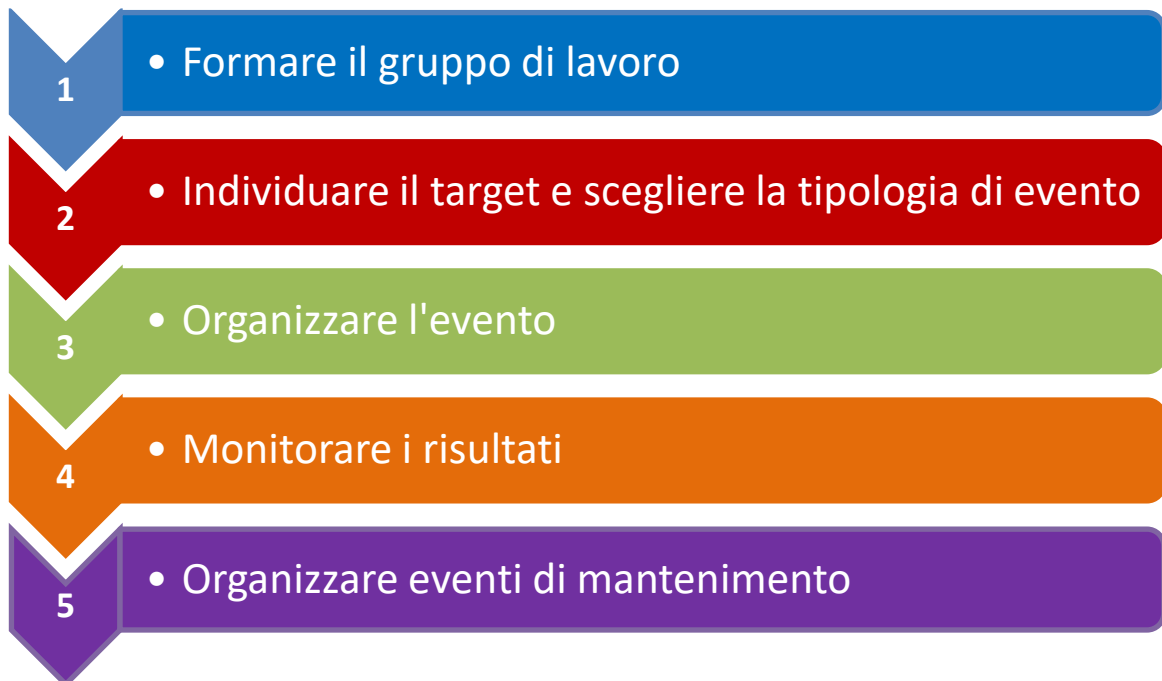 1
• Formare il gruppo di lavoro
2
• Individuare il target e scegliere la tipologia di evento
3
• Organizzare l'evento
4
• Monitorare i risultati
5
• Organizzare eventi di mantenimento